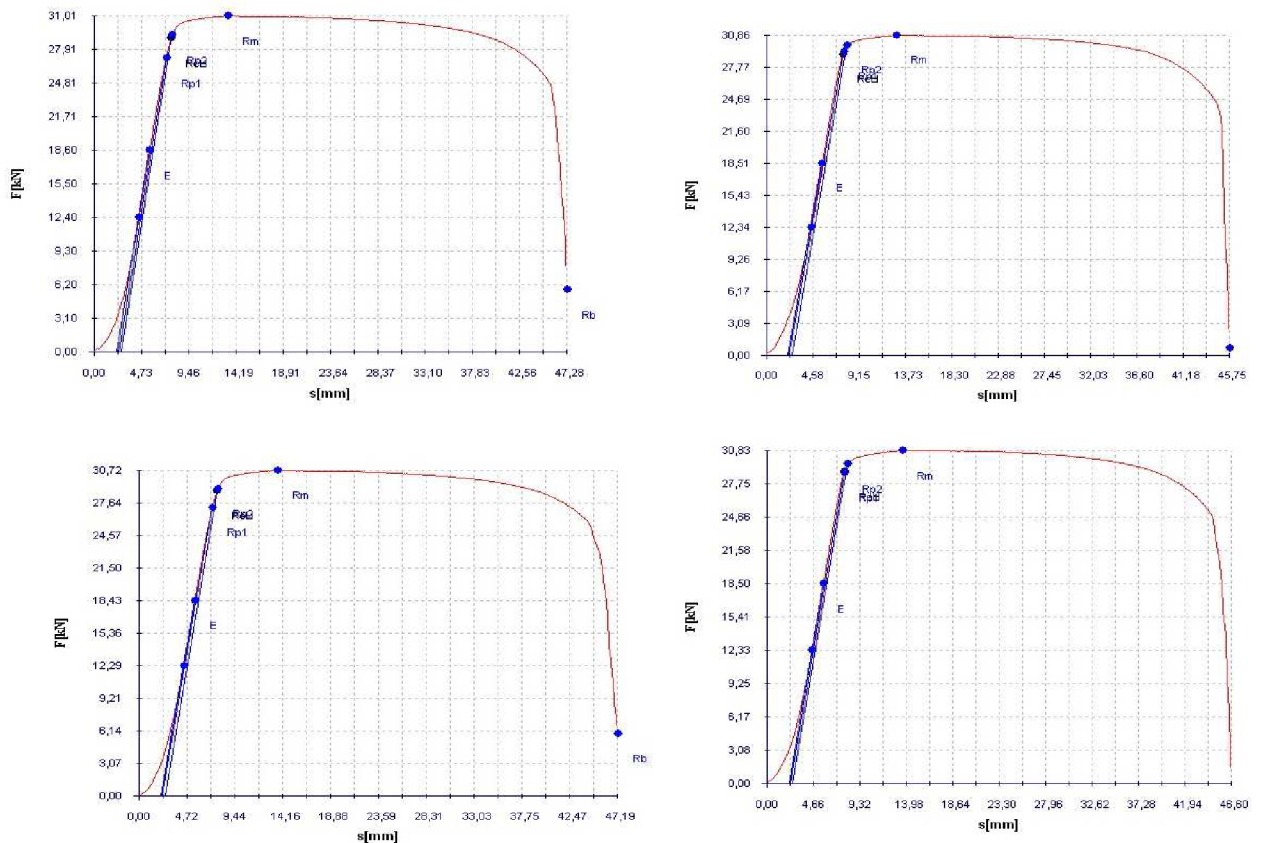 31,01
27,91
24,81
21,71
18,60
15,50
12,40
9,30
6,20
3,10
0,00
F[kN]
Rm
Rp2
Rp1
E
Rb
0,00 4,73 9,46 14,19 18,91 23,64 28,37 33,10 37,83 42,56 47,28
s[mm]
30,86
27,77
24,69
21,60
18,51
15,43
12,34
9,26
6,17
3,09
0,00
F[kN]
Rm
Rp2
E
0,00 4,58 9,15 13,73 18,30 22,88 27,45 32,03 36,60 41,18 45,75
s[mm]
30,72
27,64
24,57
21,50
18,43
15,36
12,29
9,21
6,14
3,07
0,00
F[kN]
Rm
Rp2
Rp1
E
Rb
0,00 4,72 9,44 14,16 18,88 23,59 28,31 33,03 37,75 42,47 47,19
s[mm]
30,83
27,75
24,66
21,58
18,50
15,41
12,33
9,25
6,17
3,08
0,00
F[kN]
Rm
Rp2
E
0,00 4,66 9,32 13,98 18,64 23,30 27,96 32,62 37,28 41,94 46,60
s[mm]